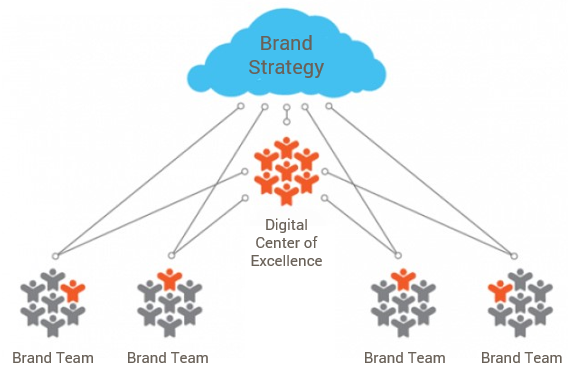 Brand
Strategy
Digital
Center of
Excellence
Brand Team
Brand Team
Brand Team
Brand Team